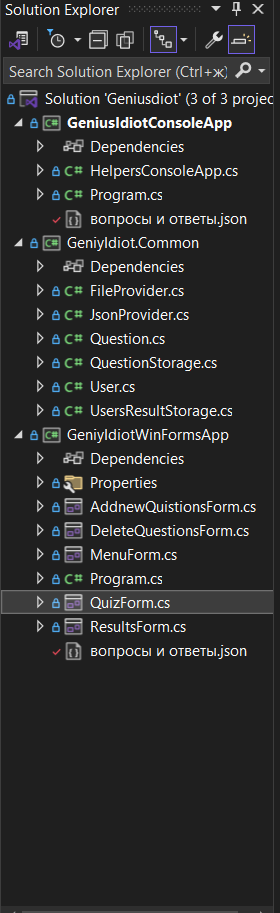 Solution Explorer
Search Solution Explorer (Ctrl+ж)
Solution 'Geniusdiot' (3 of 3 projec
GeniusIdiotConsoleApp
Dependencies
HelpersConsoleApp.cs
Program.cs
вопросы и ответы.json
GeniyIdiot.Common
Dependencies
FileProvider.cs
JsonProvider.cs
Question.cs
QuestionStorage.cs
User.cs
UsersResultStorage.cs
GeniyIdiotWinFormsApp
Dependencies
Properties
AddnewQuistionsForm.cs
DeleteQuestionsForm.cs
MenuForm.cs
Program.cs
QuizForm.cs
ResultsForm.cs
вопросы и ответы.json